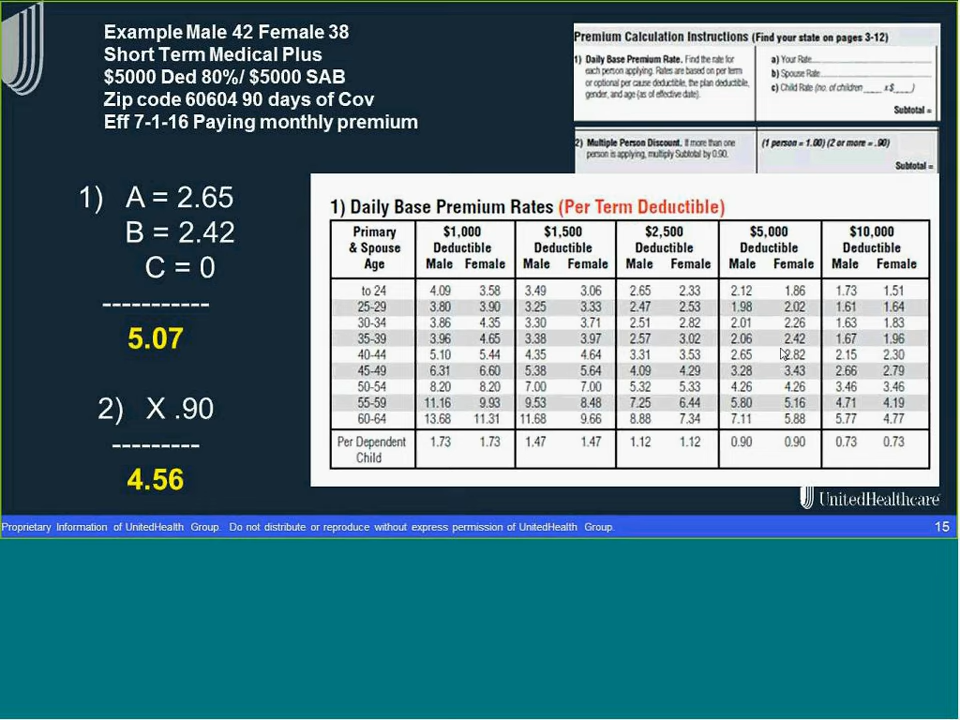 Example Male 42 Female 38
Short Term Medical Plus
$5000 Ded 80%/ $5000 SAB
Zip code 60604 90 days of Cov
Eff 7-1-16 Paying monthly premium
Premium Calculation Instructions (Find your state on pages 3-12)
1) Daily Base Premium Rate. Find the rate for
each person applying. Rates are based on per term
or optional per cause deductible, the plan deductible,
gender, and age (as of effective date).
a) Your Rate
b) Spouse Rate
c) Child Rate (no. of children ____ x $____)
Subtotal =
2) Multiple Person Discount. If more than one
person is applying, multiply Subtotal by 0.90.
(1 person = 1.00) (2 or more = .90)
Subtotal =
1) A = 2.65
B = 2.42
C = 0
-----------
5.07
2) X .90
---------
4.56
1) Daily Base Premium Rates (Per Term Deductible)
Primary & Spouse Age $1,000 Deductible $1,500 Deductible $2,500 Deductible $5,000 Deductible $10,000 Deductible
Male Female Male Female Male Female Male Female Male Female
to 24 4.09 3.58 3.49 3.06 2.65 2.33 2.12 1.86 1.73 1.51
25-29 3.80 3.90 3.25 3.33 2.47 2.53 1.98 2.02 1.61 1.64
30-34 3.86 4.35 3.30 3.71 2.51 2.82 2.01 2.26 1.63 1.83
35-39 3.96 4.65 3.38 3.97 2.57 3.02 2.06 2.42 1.67 1.96
40-44 5.10 5.44 4.35 4.64 3.31 3.53 2.65 2.82 2.15 2.30
45-49 6.31 6.60 5.38 5.64 4.09 4.29 3.28 3.43 2.66 2.79
50-54 8.20 8.20 7.00 7.00 5.32 5.33 4.26 4.26 3.46 3.46
55-59 11.16 9.93 9.53 8.48 7.25 6.44 5.80 5.16 4.71 4.19
60-64 13.68 11.31 11.68 9.66 8.88 7.34 7.11 5.88 5.77 4.77
Per Dependent Child 1.73 1.73 1.47 1.47 1.12 1.12 0.90 0.90 0.73 0.73
UnitedHealthcare
Proprietary Information of UnitedHealth Group. Do not distribute or reproduce without express permission of UnitedHealth Group.
15